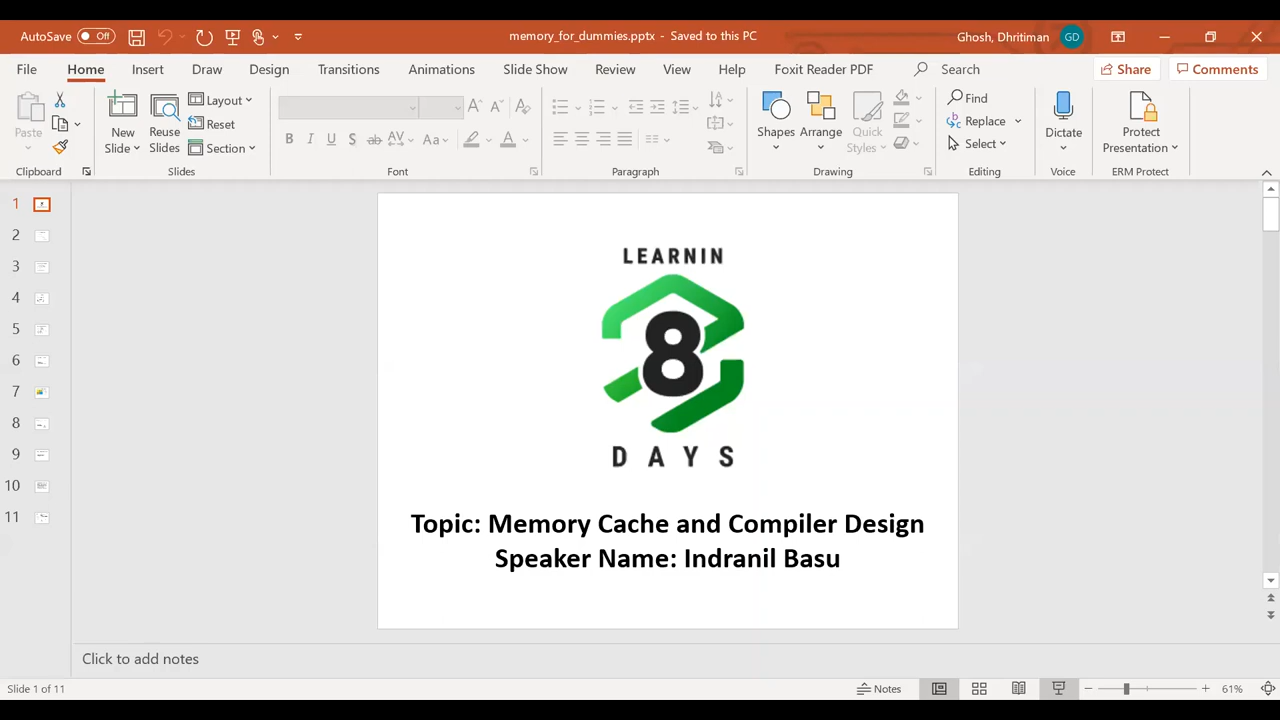 AutoSave Off
memory_for_dummies.pptx - Saved to this PC
Ghosh, Dhritiman GD
File Home Insert Draw Design Transitions Animations Slide Show Review View Help Foxit Reader PDF Search Share Comments
Paste
New Slide
Reuse Slides
Layout
Reset
Section
B I U S ab AV Aa A
Shapes
Arrange
Quick Styles
Find
Replace
Select
Dictate
Protect Presentation
Clipboard Slides Font Paragraph Drawing Editing Voice ERM Protect
1
2
3
4
5
6
7
8
9
10
11
LEARNIN
8
DAYS
Topic: Memory Cache and Compiler Design
Speaker Name: Indranil Basu
Click to add notes
Slide 1 of 11 Notes 61%